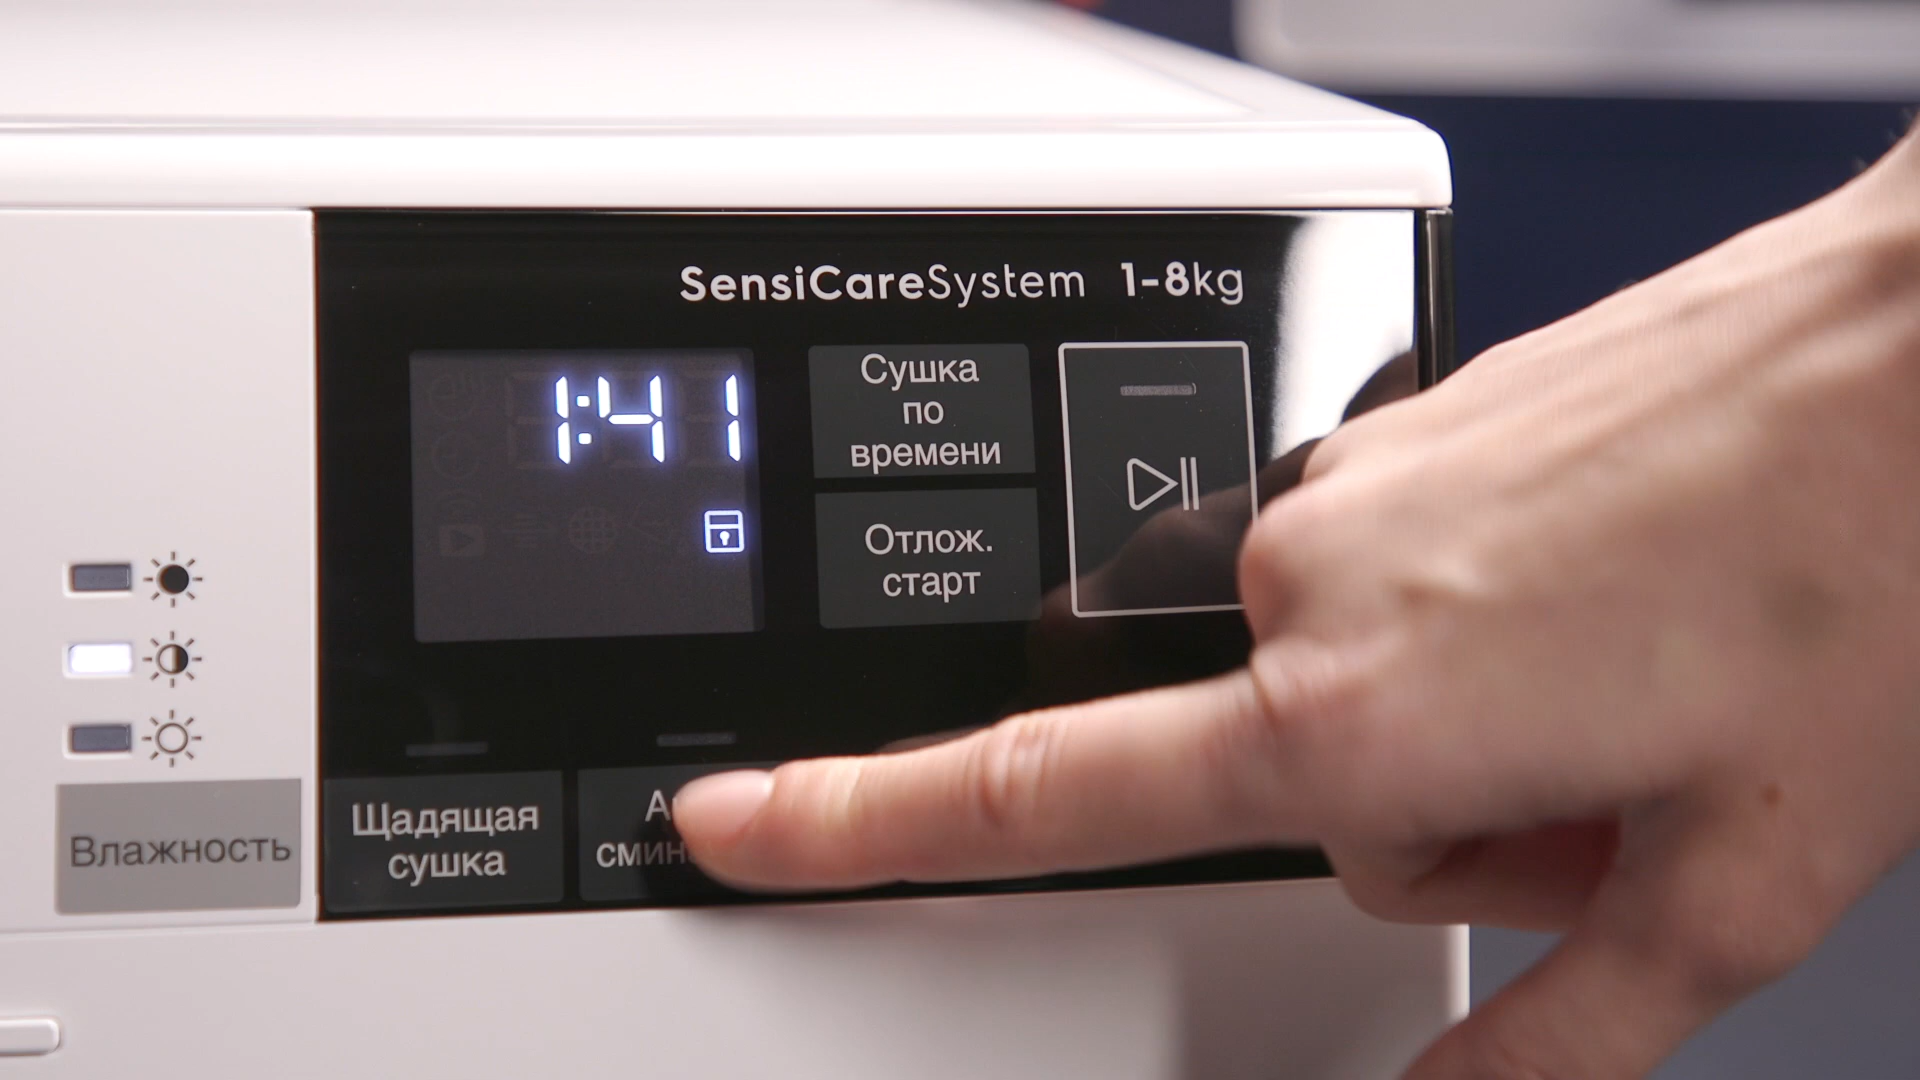 SensiCareSystem 1-8kg
1:41
Сушка
по
времени
Отлож.
старт
Щадящая
сушка
Влажность